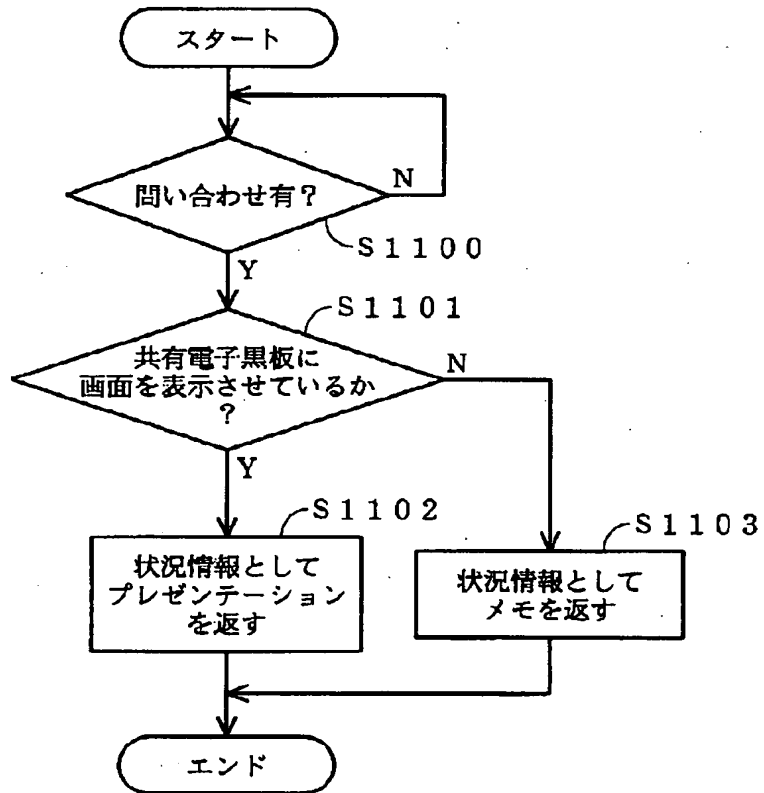 スタート
問い合わせ有？
N
S1100
Y
S1101
共有電子黒板に
画面を表示させているか
？
N
Y
S1102
状況情報として
プレゼンテーション
を返す
S1103
状況情報として
メモを返す
エンド